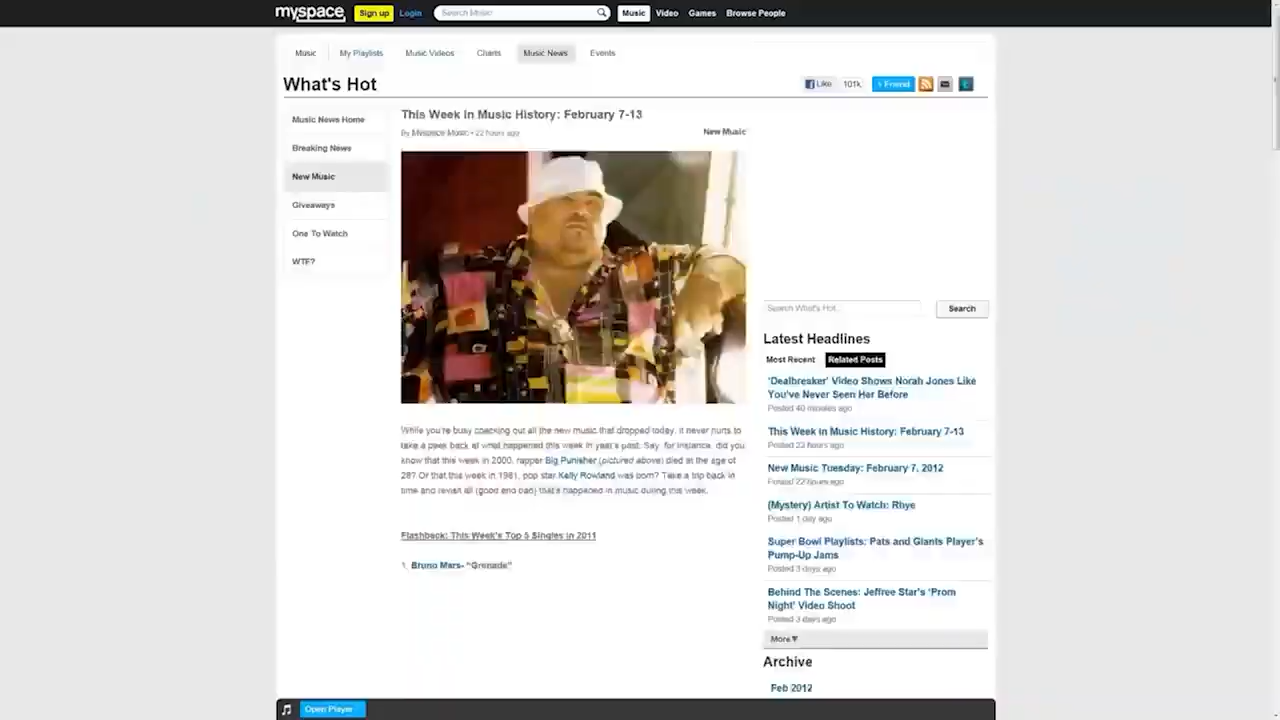 myspace Sign up Login Search Music Music Video Games Browse People
Music My Playlists Music Videos Charts Music News Events
What's Hot
Like 101k + Friend
Music News Home
Breaking News
New Music
Giveaways
One To Watch
WTF?
This Week In Music History: February 7-13
By Myspace Music • 22 hours ago
New Music
While you're busy checking out all the new music that dropped today, it never hurts to
take a peek back at what happened this week in year's past. Say, for instance, did you
know that this week in 2000, rapper Big Punisher (pictured above) died at the age of
28? Or that this week in 1981, pop star Kelly Rowland was born? Take a trip back in
time and revisit all (good and bad) that's happened in music during this week.
Flashback: This Week's Top 5 Singles in 2011
1. Bruno Mars- “Grenade”
Search What's Hot...
Search
Latest Headlines
Most Recent Related Posts
‘Dealbreaker’ Video Shows Norah Jones Like
You've Never Seen Her Before
Posted 40 minutes ago
This Week in Music History: February 7-13
Posted 22 hours ago
New Music Tuesday: February 7, 2012
Posted 22 hours ago
(Mystery) Artist To Watch: Rhye
Posted 1 day ago
Super Bowl Playlists: Pats and Giants Player's
Pump-Up Jams
Posted 3 days ago
Behind The Scenes: Jeffree Star's ‘Prom
Night’ Video Shoot
Posted 3 days ago
More ▼
Archive
Feb 2012
Open Player